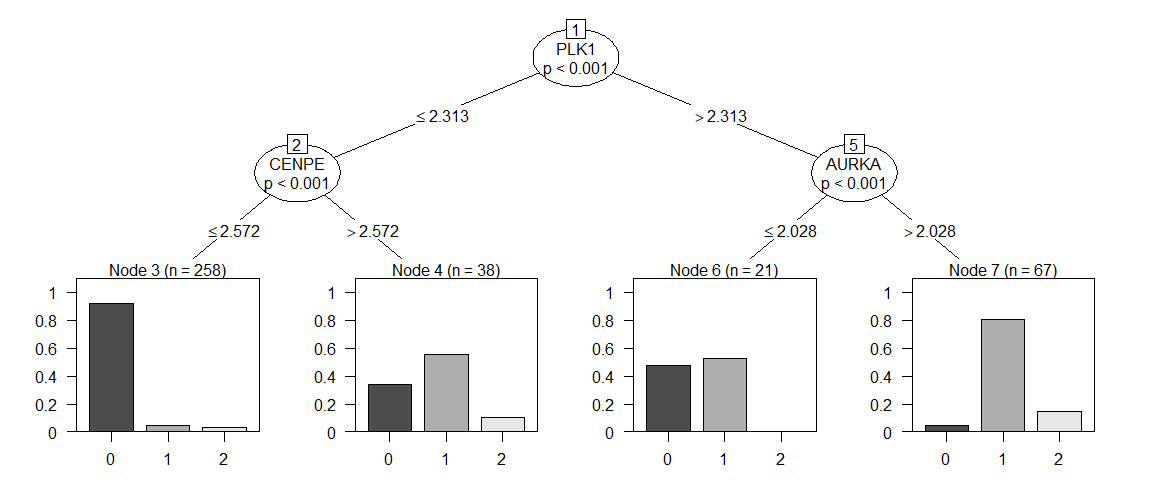 1
PLK1
p < 0.001
≤ 2.313
> 2.313
2
CENPE
p < 0.001
5
AURKA
p < 0.001
≤ 2.572
> 2.572
≤ 2.028
> 2.028
Node 3 (n = 258)
1
0.8
0.6
0.4
0.2
0
0 1 2
Node 4 (n = 38)
1
0.8
0.6
0.4
0.2
0
0 1 2
Node 6 (n = 21)
1
0.8
0.6
0.4
0.2
0
0 1 2
Node 7 (n = 67)
1
0.8
0.6
0.4
0.2
0
0 1 2